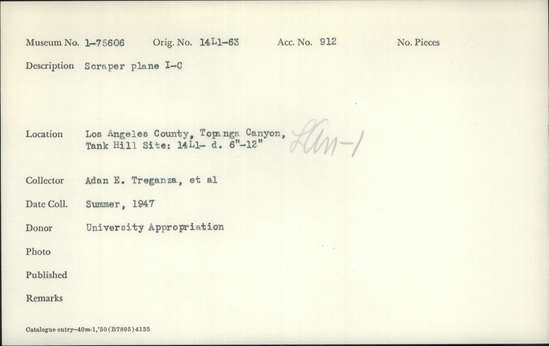 Museum No. 1-75606 Orig. No. 14L1-63 Acc. No. 912 No. Pieces
Description Scraper plane I-C
Location Los Angeles County, Topanga Canyon,
Tank Hill Site: 14L1- d. 6"-12" LAn-1
Collector Adan E. Treganza, et al
Date Coll. Summer, 1947
Donor University Appropriation
Photo
Published
Remarks
Catalogue entry—40m-1,'50 (B7895) 4155